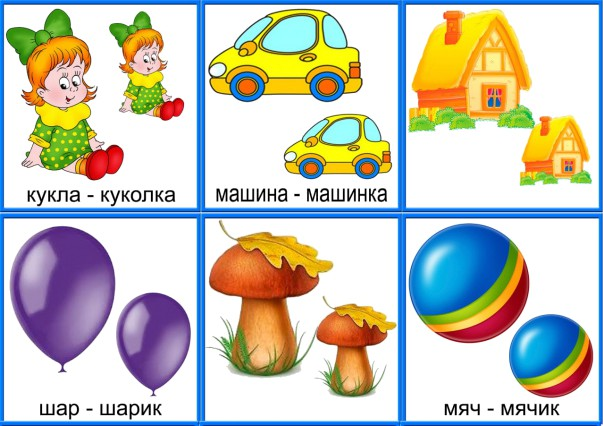 кукла - куколка
машина - машинка
шар - шарик
мяч - мячик